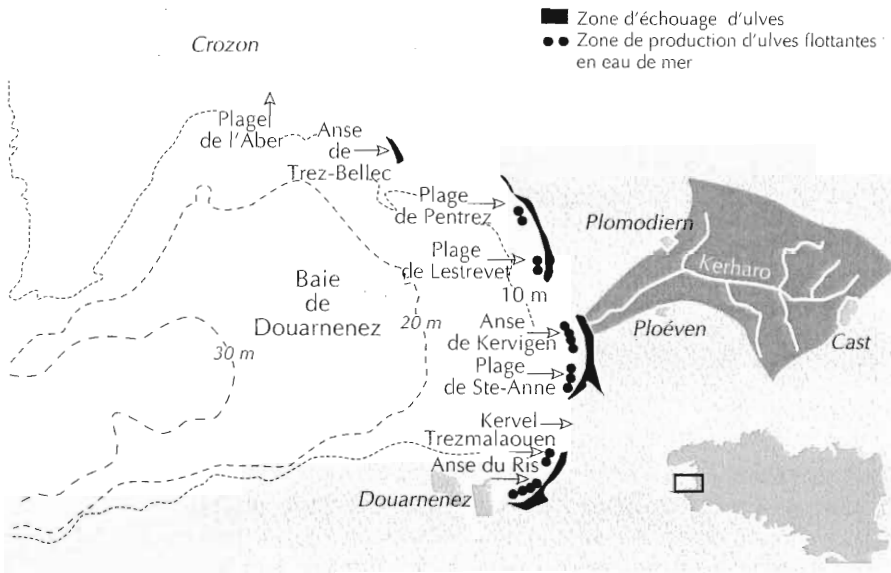 Zone d'échouage d'ulves
Zone de production d'ulves flottantes
en eau de mer
Crozon
Plage
de l'Aber
Anse
de
Trez-Bellec
Plage
de Pentrez
Plomodiern
Plage
de Lestrevet
Kerharo
10 m
Baie
de
Douarnenez
20 m
30 m
Anse
de Kervigen
Ploéven
Cast
Plage
de Ste-Anne
Kervel
Trezmalaouen
Anse du Ris
Douarnenez